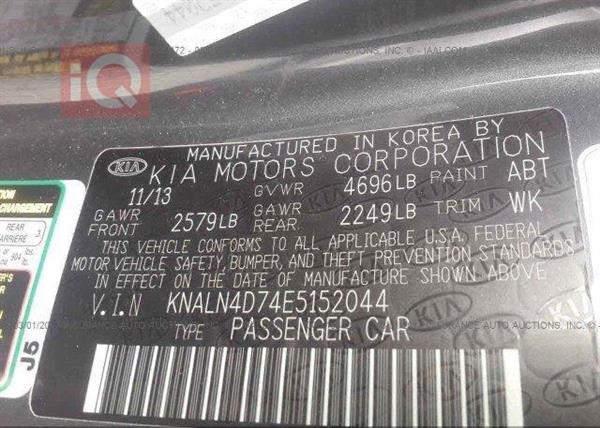 iQ
MANUFACTURED IN KOREA BY
KIA KIA MOTORS CORPORATION
11/13 GVWR 4696LB PAINT ABT
GAWR FRONT 2579LB GAWR REAR: 2249LB TRIM WK
THIS VEHICLE CONFORMS TO ALL APPLICABLE U.S.A. FEDERAL
MOTOR VEHICLE SAFETY, BUMPER, AND THEFT PREVENTION STANDARDS
IN EFFECT ON THE DATE OF MANUFACTURE SHOWN ABOVE.
V.I.N KNALN4D74E5152044
TYPE: PASSENGER CAR
REAR
J5